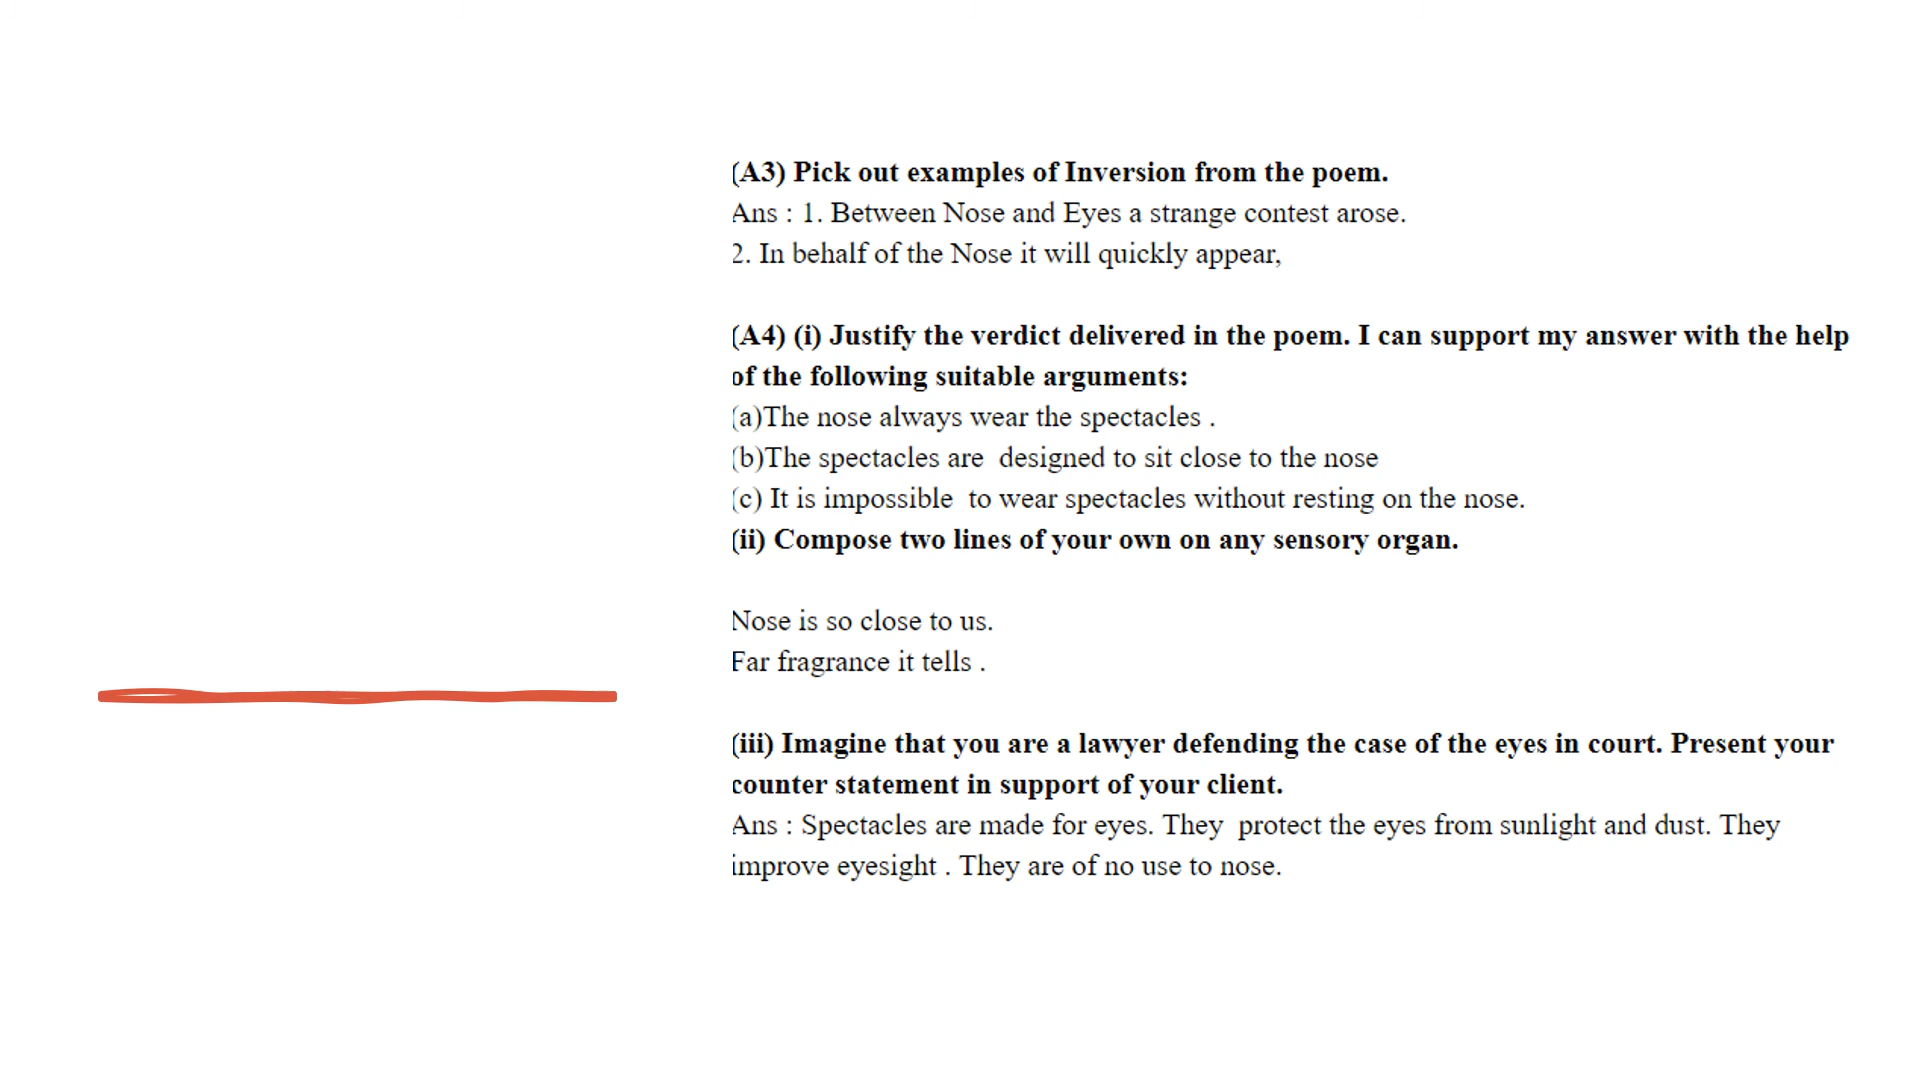 (A3) Pick out examples of Inversion from the poem.
Ans : 1. Between Nose and Eyes a strange contest arose.
2. In behalf of the Nose it will quickly appear,
(A4) (i) Justify the verdict delivered in the poem. I can support my answer with the help
of the following suitable arguments:
(a)The nose always wear the spectacles .
(b)The spectacles are  designed to sit close to the nose
(c) It is impossible  to wear spectacles without resting on the nose.
(ii) Compose two lines of your own on any sensory organ.
Nose is so close to us.
Far fragrance it tells .
(iii) Imagine that you are a lawyer defending the case of the eyes in court. Present your
counter statement in support of your client.
Ans : Spectacles are made for eyes. They  protect the eyes from sunlight and dust. They
improve eyesight . They are of no use to nose.